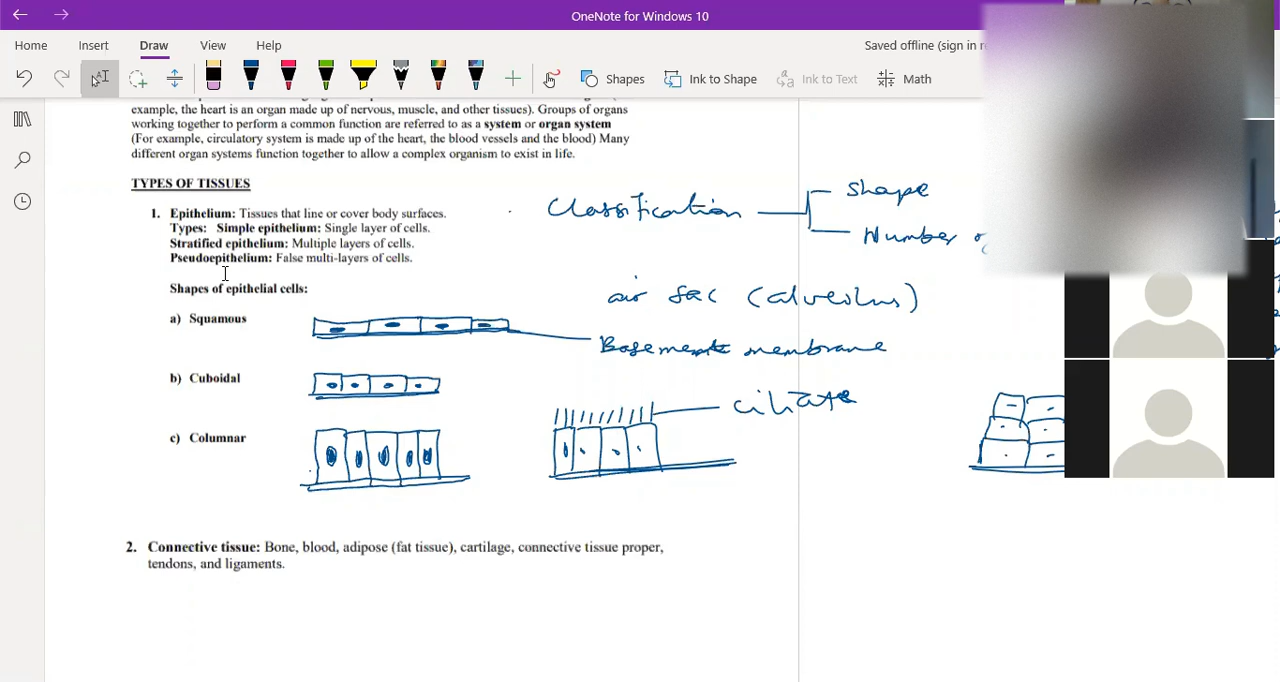 OneNote for Windows 10
Home Insert Draw View Help
Saved offline (sign in
Shapes Ink to Shape Ink to Text Math
example, the heart is an organ made up of nervous, muscle, and other tissues). Groups of organs
working together to perform a common function are referred to as a system or organ system
(For example, circulatory system is made up of the heart, the blood vessels and the blood) Many
different organ systems function together to allow a complex organism to exist in life.
TYPES OF TISSUES
1. Epithelium: Tissues that line or cover body surfaces.
Types: Simple epithelium: Single layer of cells.
Stratified epithelium: Multiple layers of cells.
Pseudoepithelium: False multi-layers of cells.
Classification
Shape
Number
Shapes of epithelial cells:
air sac (alveolus)
a) Squamous
Basement membrane
b) Cuboidal
ciliate
c) Columnar
2. Connective tissue: Bone, blood, adipose (fat tissue), cartilage, connective tissue proper,
tendons, and ligaments.